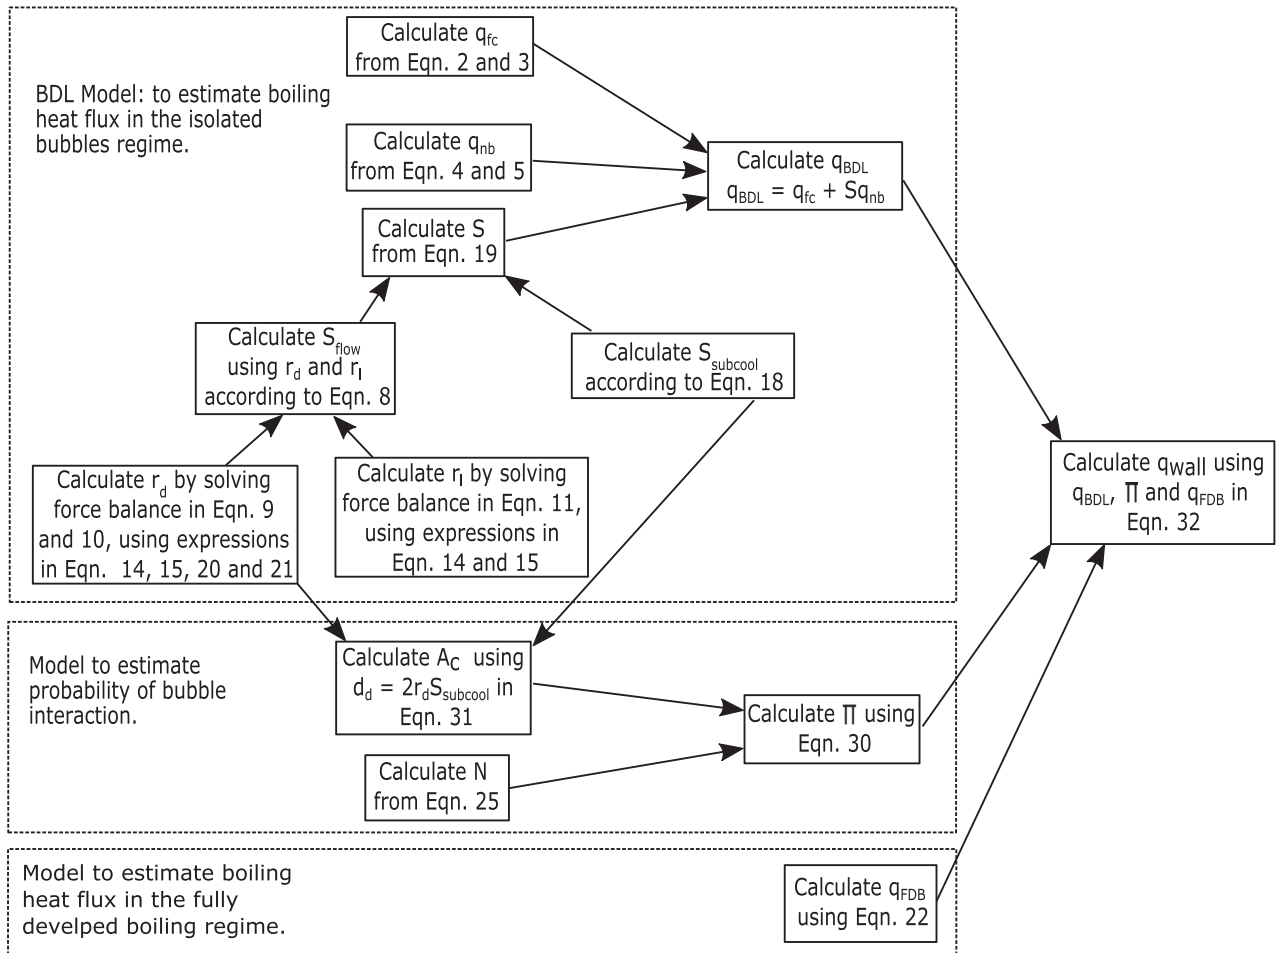 Calculate q_fc
from Eqn. 2 and 3
BDL Model: to estimate boiling
heat flux in the isolated
bubbles regime.
Calculate q_nb
from Eqn. 4 and 5
Calculate q_BDL
q_BDL = q_fc + Sq_nb
Calculate S
from Eqn. 19
Calculate S_flow
using r_d and r_l
according to Eqn. 8
Calculate S_subcool
according to Eqn. 18
Calculate r_d by solving
force balance in Eqn. 9
and 10, using expressions
in Eqn. 14, 15, 20 and 21
Calculate r_l by solving
force balance in Eqn. 11,
using expressions in
Eqn. 14 and 15
Calculate q_wall using
q_BDL, Π and q_FDB in
Eqn. 32
Model to estimate
probability of bubble
interaction.
Calculate A_C using
d_d = 2r_dS_subcool in
Eqn. 31
Calculate Π using
Eqn. 30
Calculate N
from Eqn. 25
Model to estimate boiling
heat flux in the fully
develped boiling regime.
Calculate q_FDB
using Eqn. 22